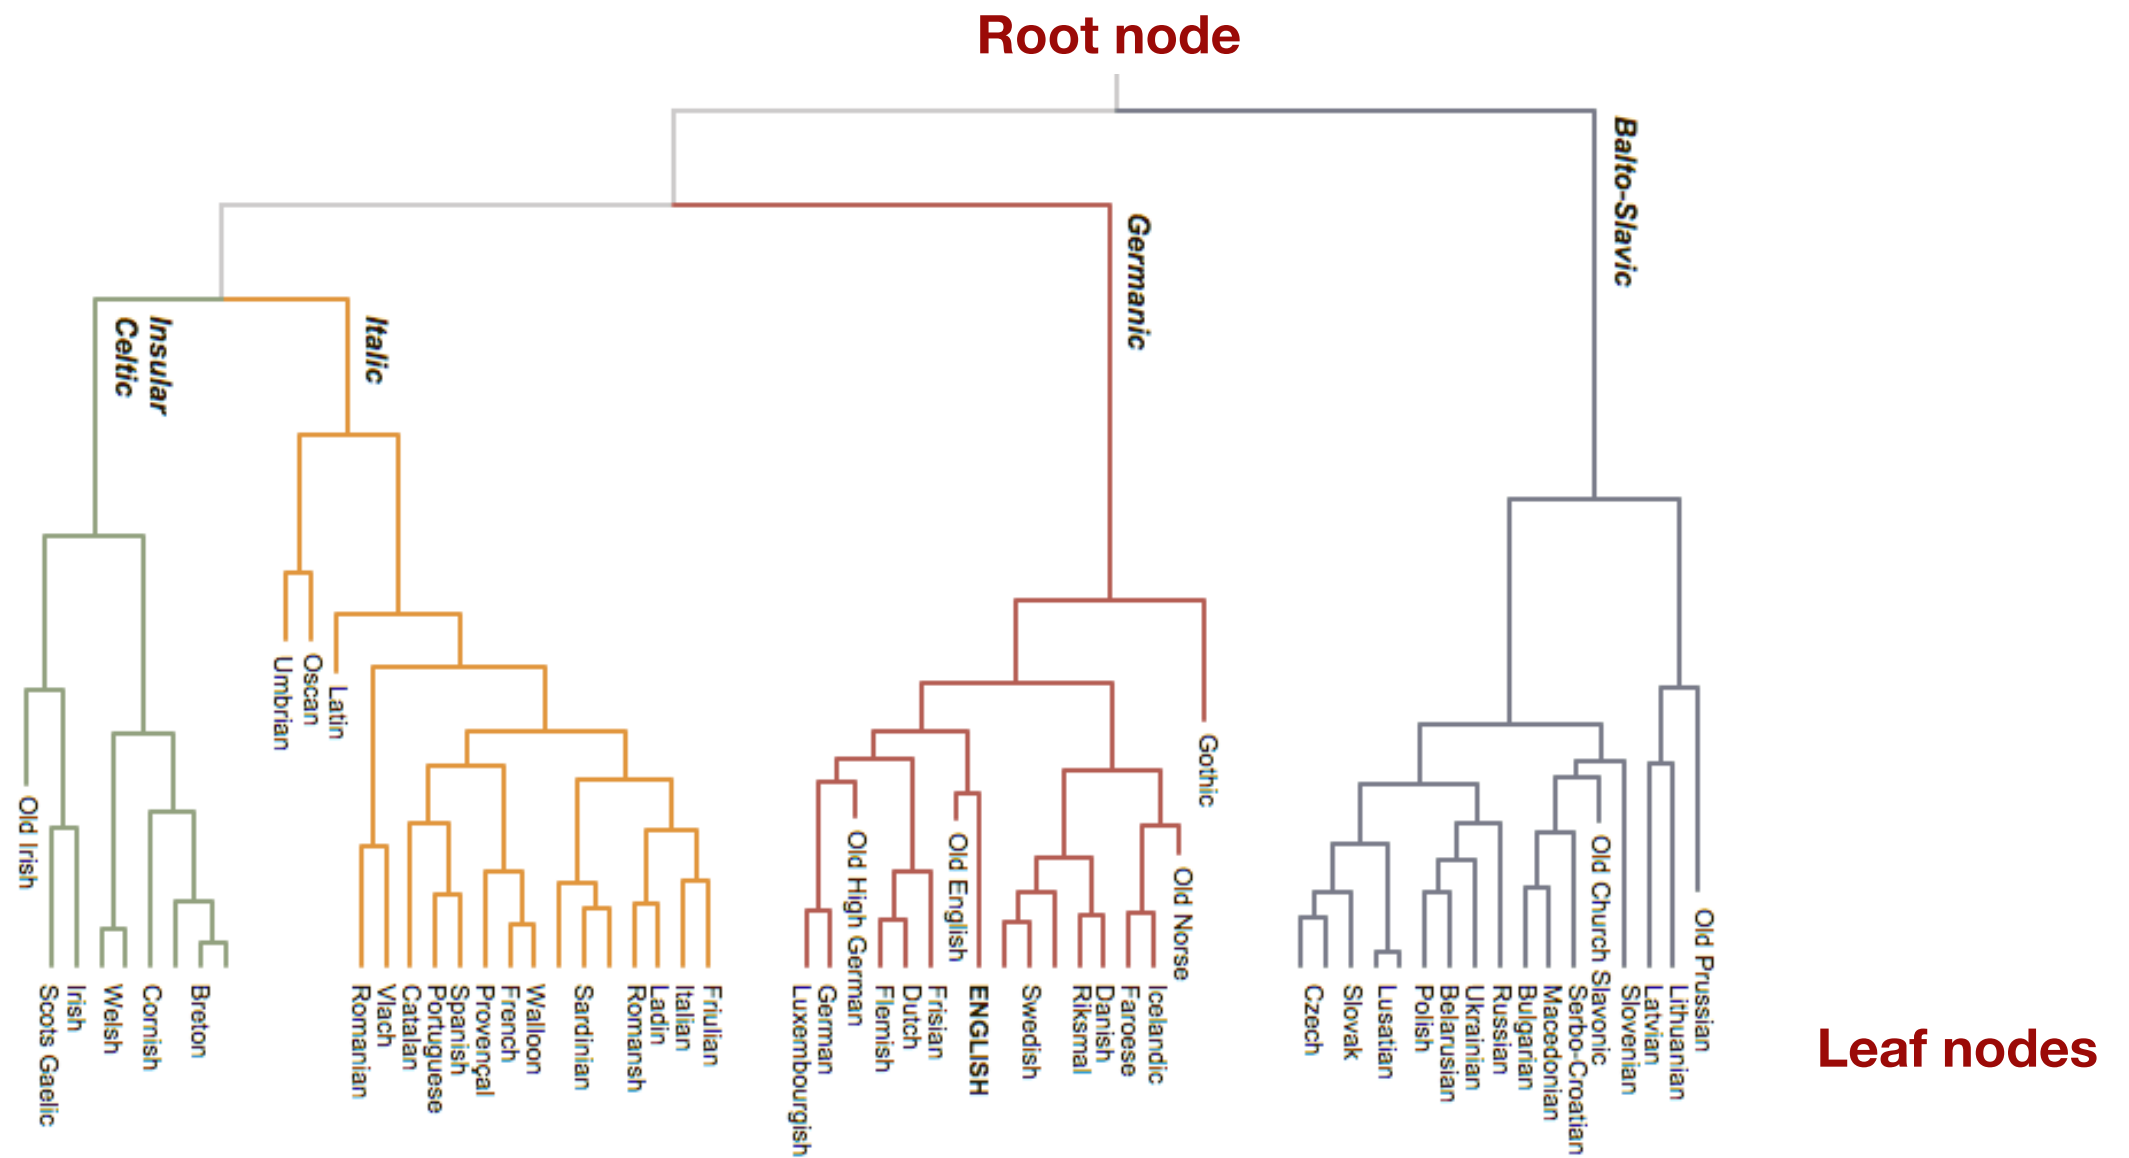 Root node
Balto-Slavic
Germanic
Italic
Insular
Celtic
Umbrian
Oscan
Latin
Gothic
Old Irish
Old High German
Old English
Old Norse
Old Church Slavonic
Old Prussian
Scots Gaelic
Irish
Welsh
Cornish
Breton
Romanian
Vlach
Catalan
Portuguese
Spanish
Provençal
French
Walloon
Sardinian
Romansh
Ladin
Italian
Friulian
Luxembourgish
German
Flemish
Dutch
Frisian
ENGLISH
Swedish
Riksmal
Danish
Faroese
Icelandic
Czech
Slovak
Lusatian
Polish
Belarusian
Ukrainian
Russian
Bulgarian
Macedonian
Serbo-Croatian
Slovenian
Latvian
Lithuanian
Leaf nodes